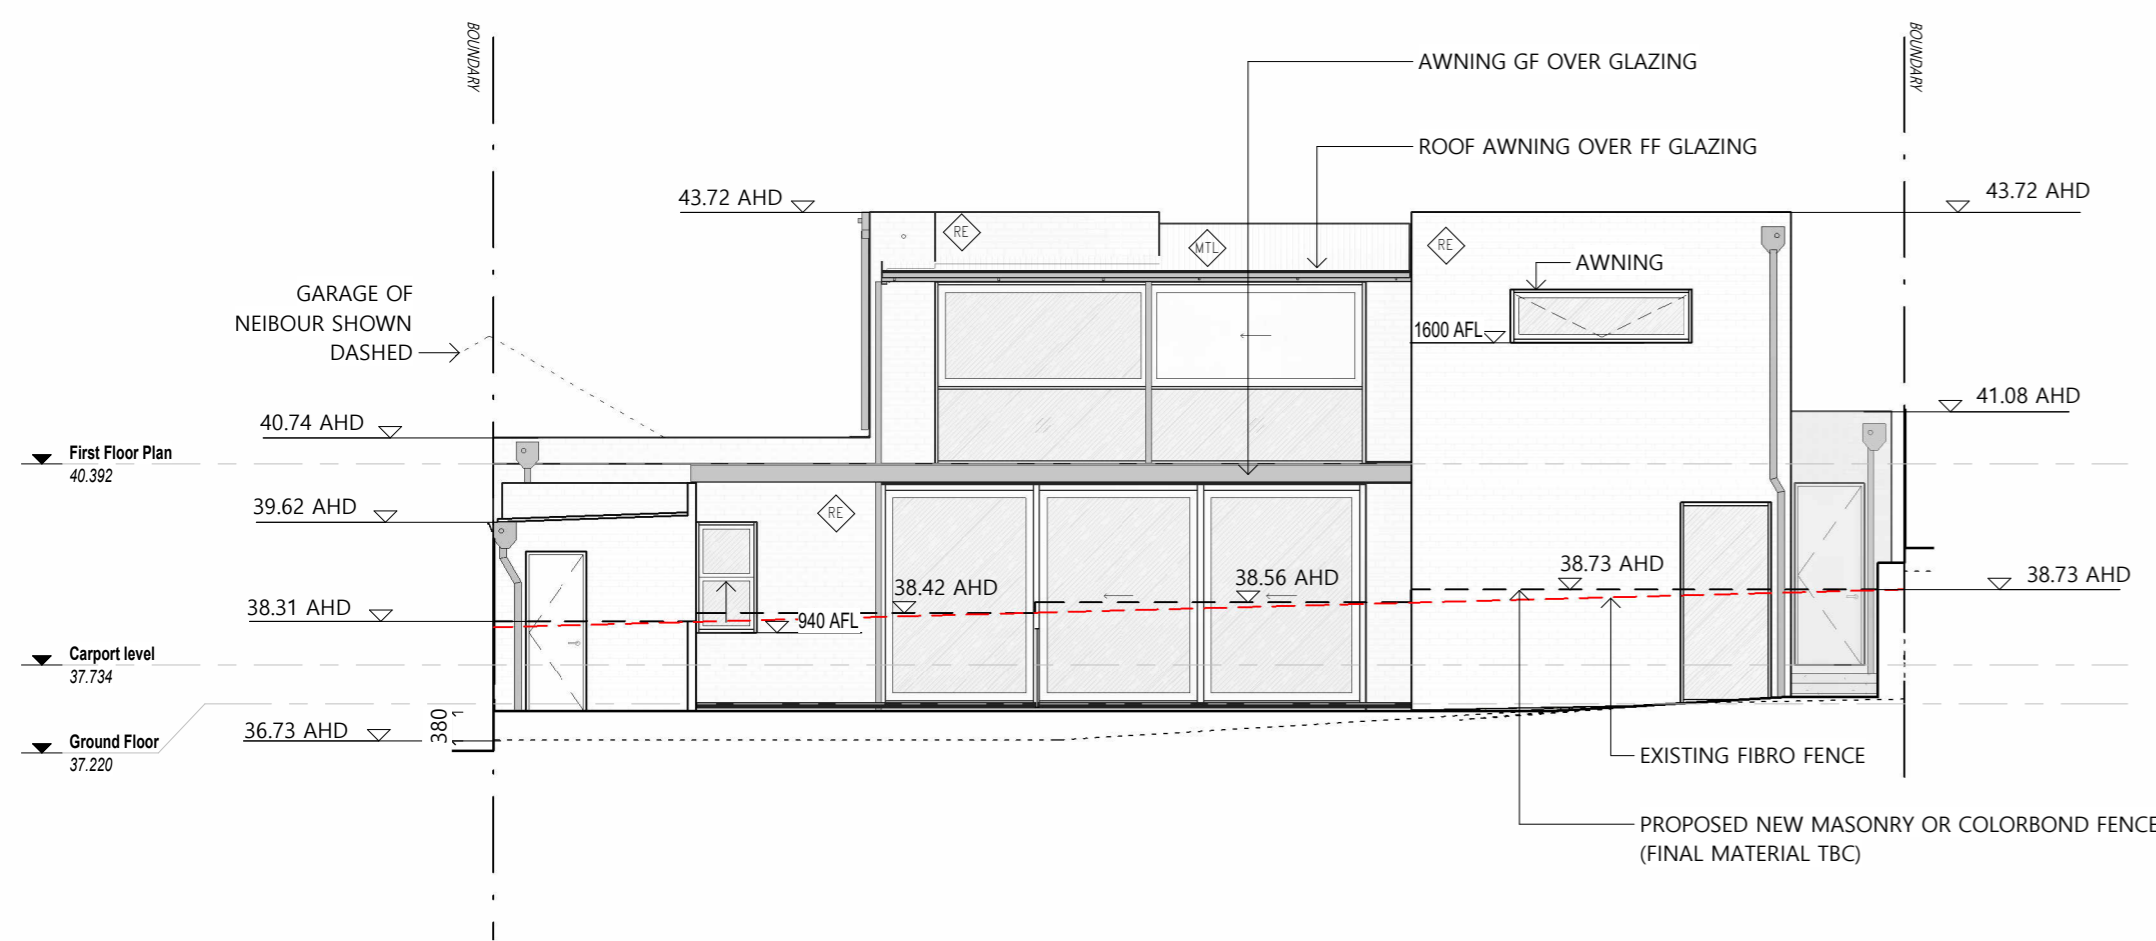 BOUNDARY
BOUNDARY
AWNING GF OVER GLAZING
ROOF AWNING OVER FF GLAZING
43.72 AHD
43.72 AHD
RE
MTL
RE
AWNING
GARAGE OF
NEIBOUR SHOWN
DASHED
1600 AFL
41.08 AHD
40.74 AHD
First Floor Plan
40.392
39.62 AHD
RE
38.73 AHD
38.73 AHD
38.56 AHD
38.42 AHD
38.31 AHD
940 AFL
Carport level
37.734
380
36.73 AHD
Ground Floor
37.220
EXISTING FIBRO FENCE
PROPOSED NEW MASONRY OR COLORBOND FENCE
(FINAL MATERIAL TBC)